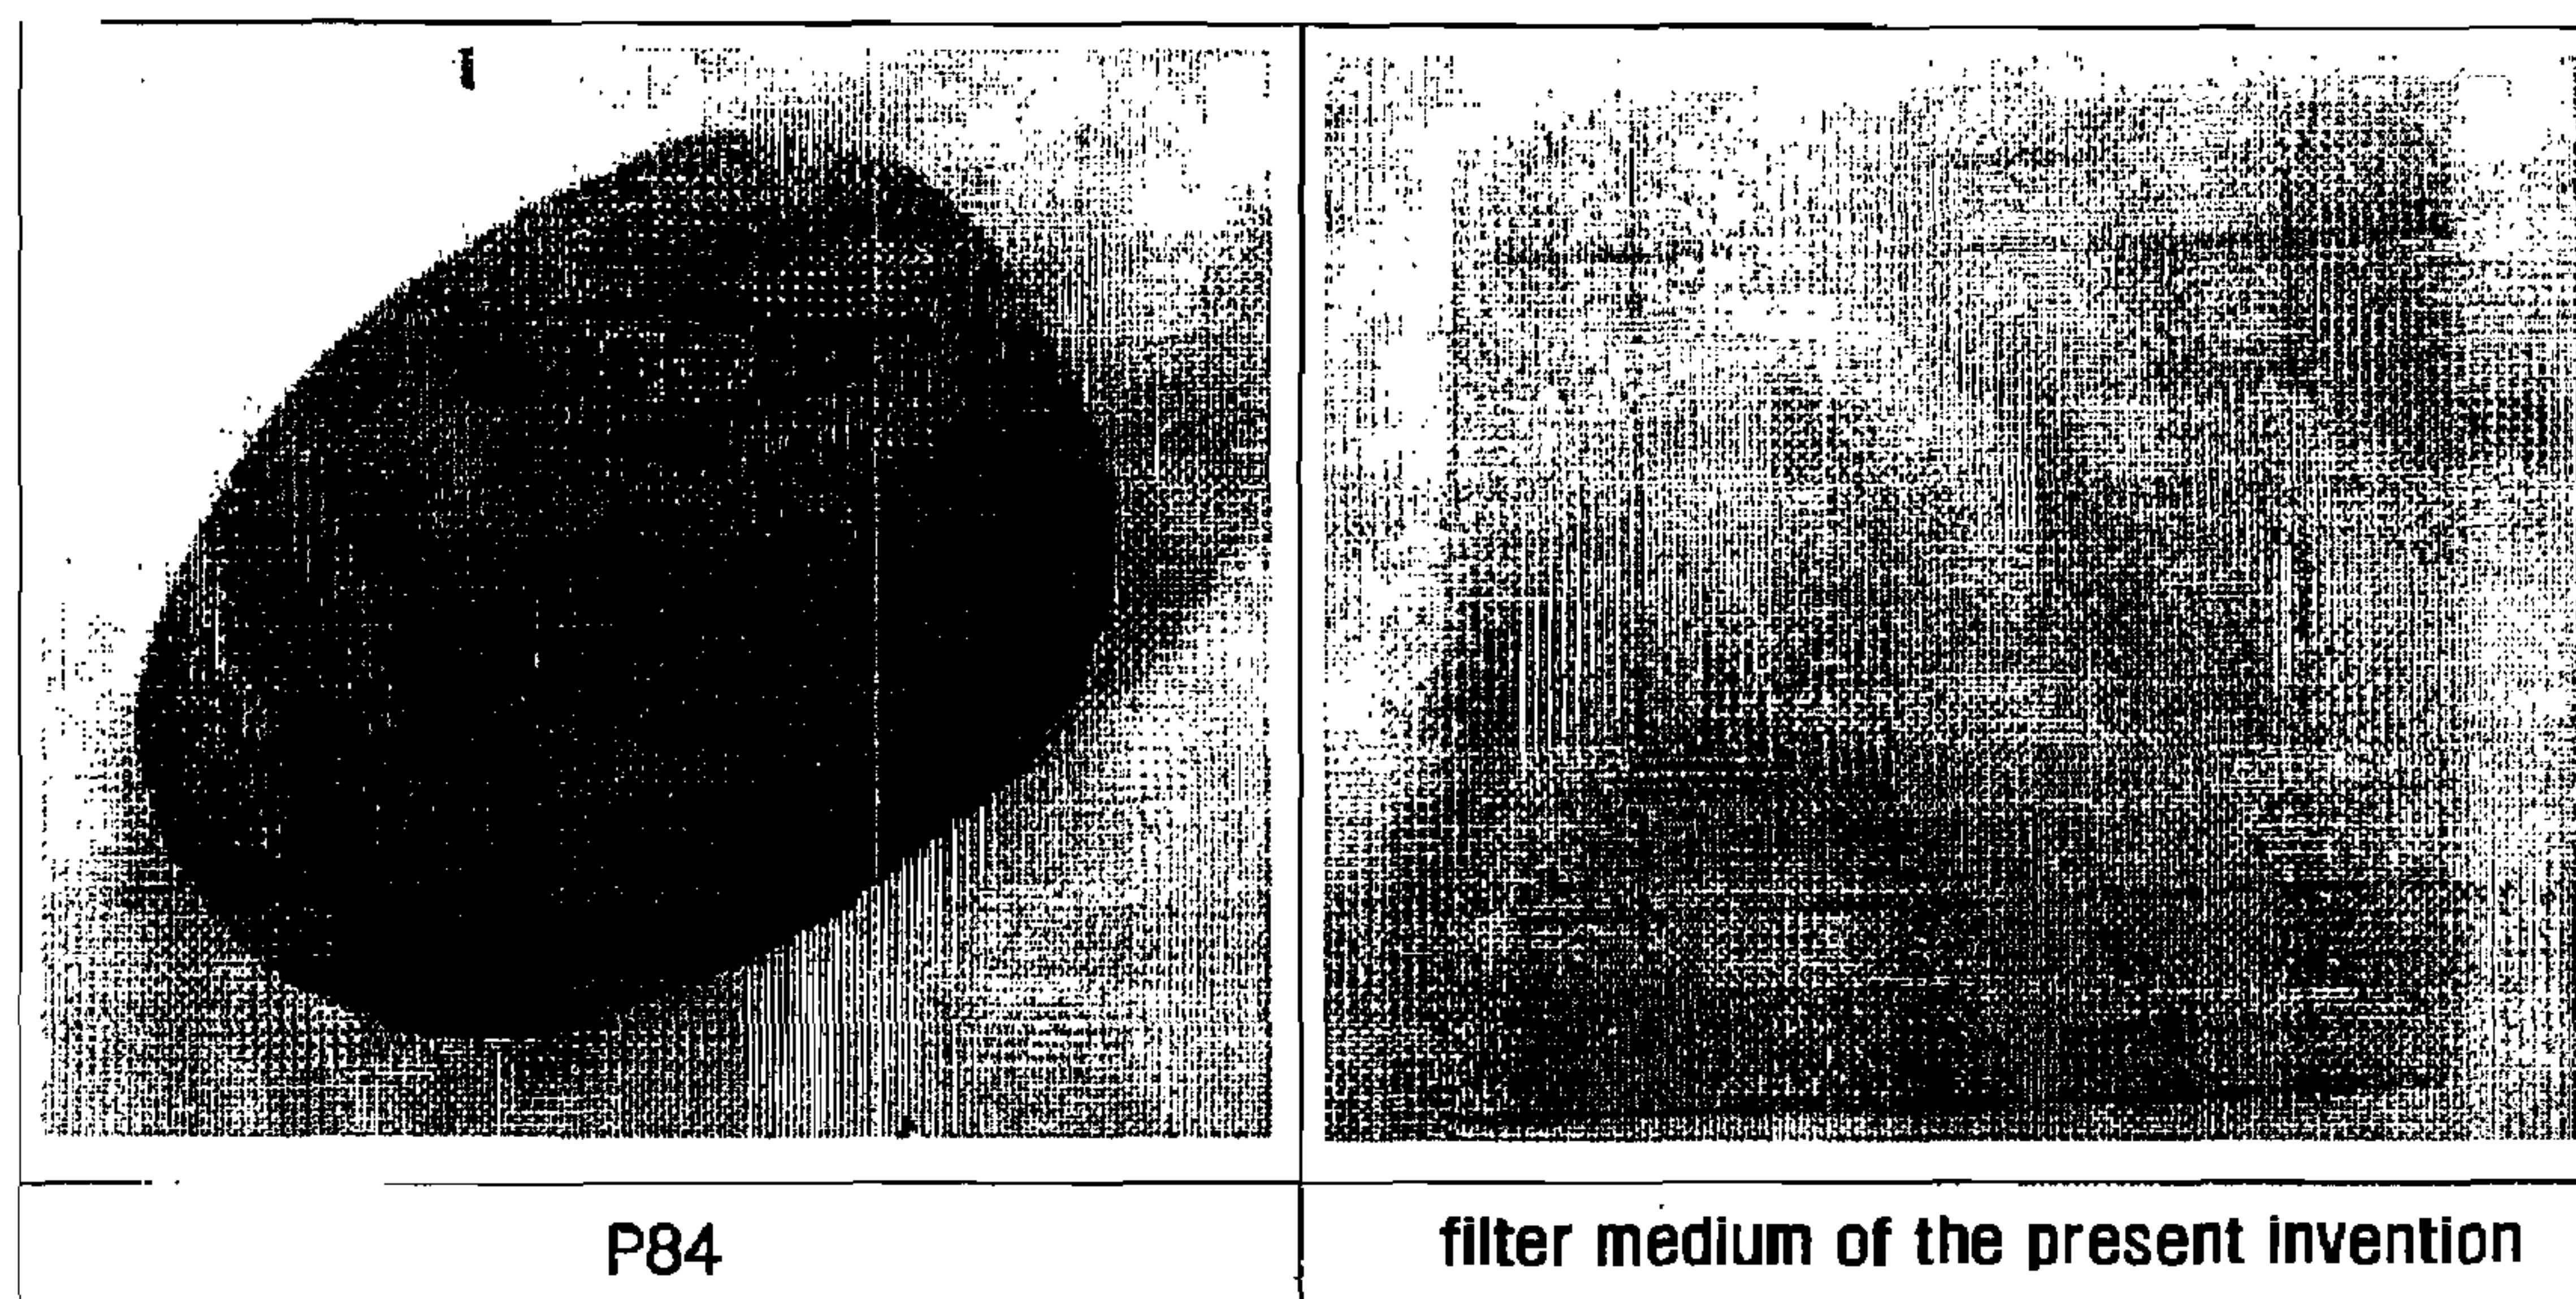 P84
filter medium of the present invention